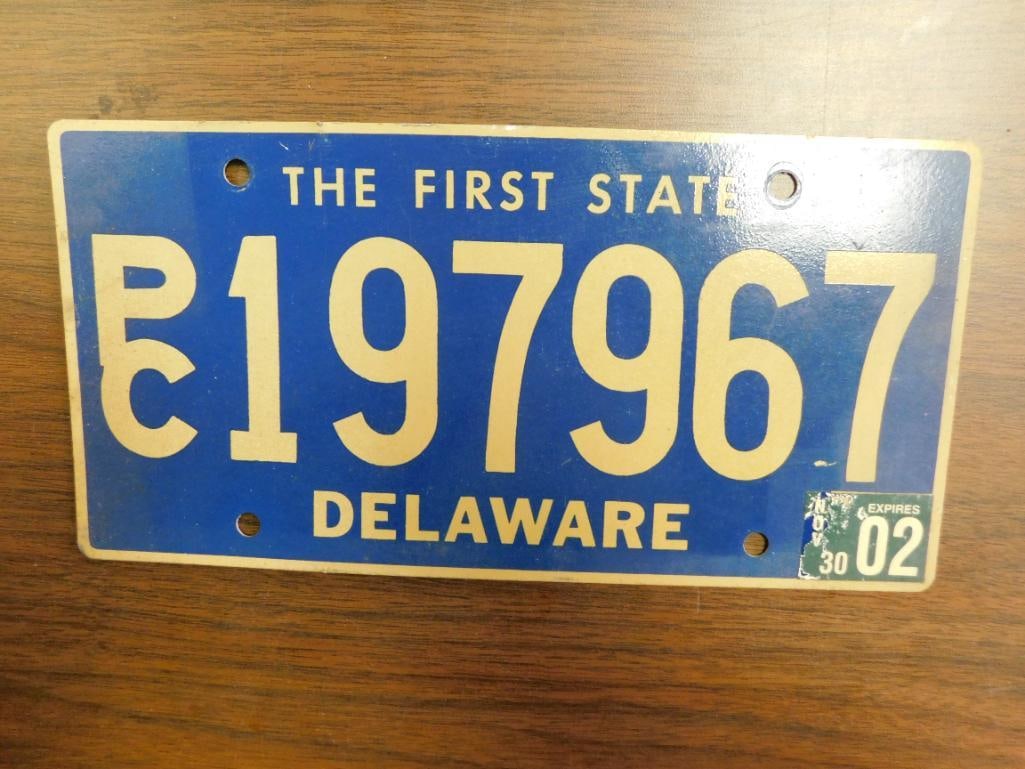 THE FIRST STATE
PC 197967
DELAWARE
NOV 30 EXPIRES 02